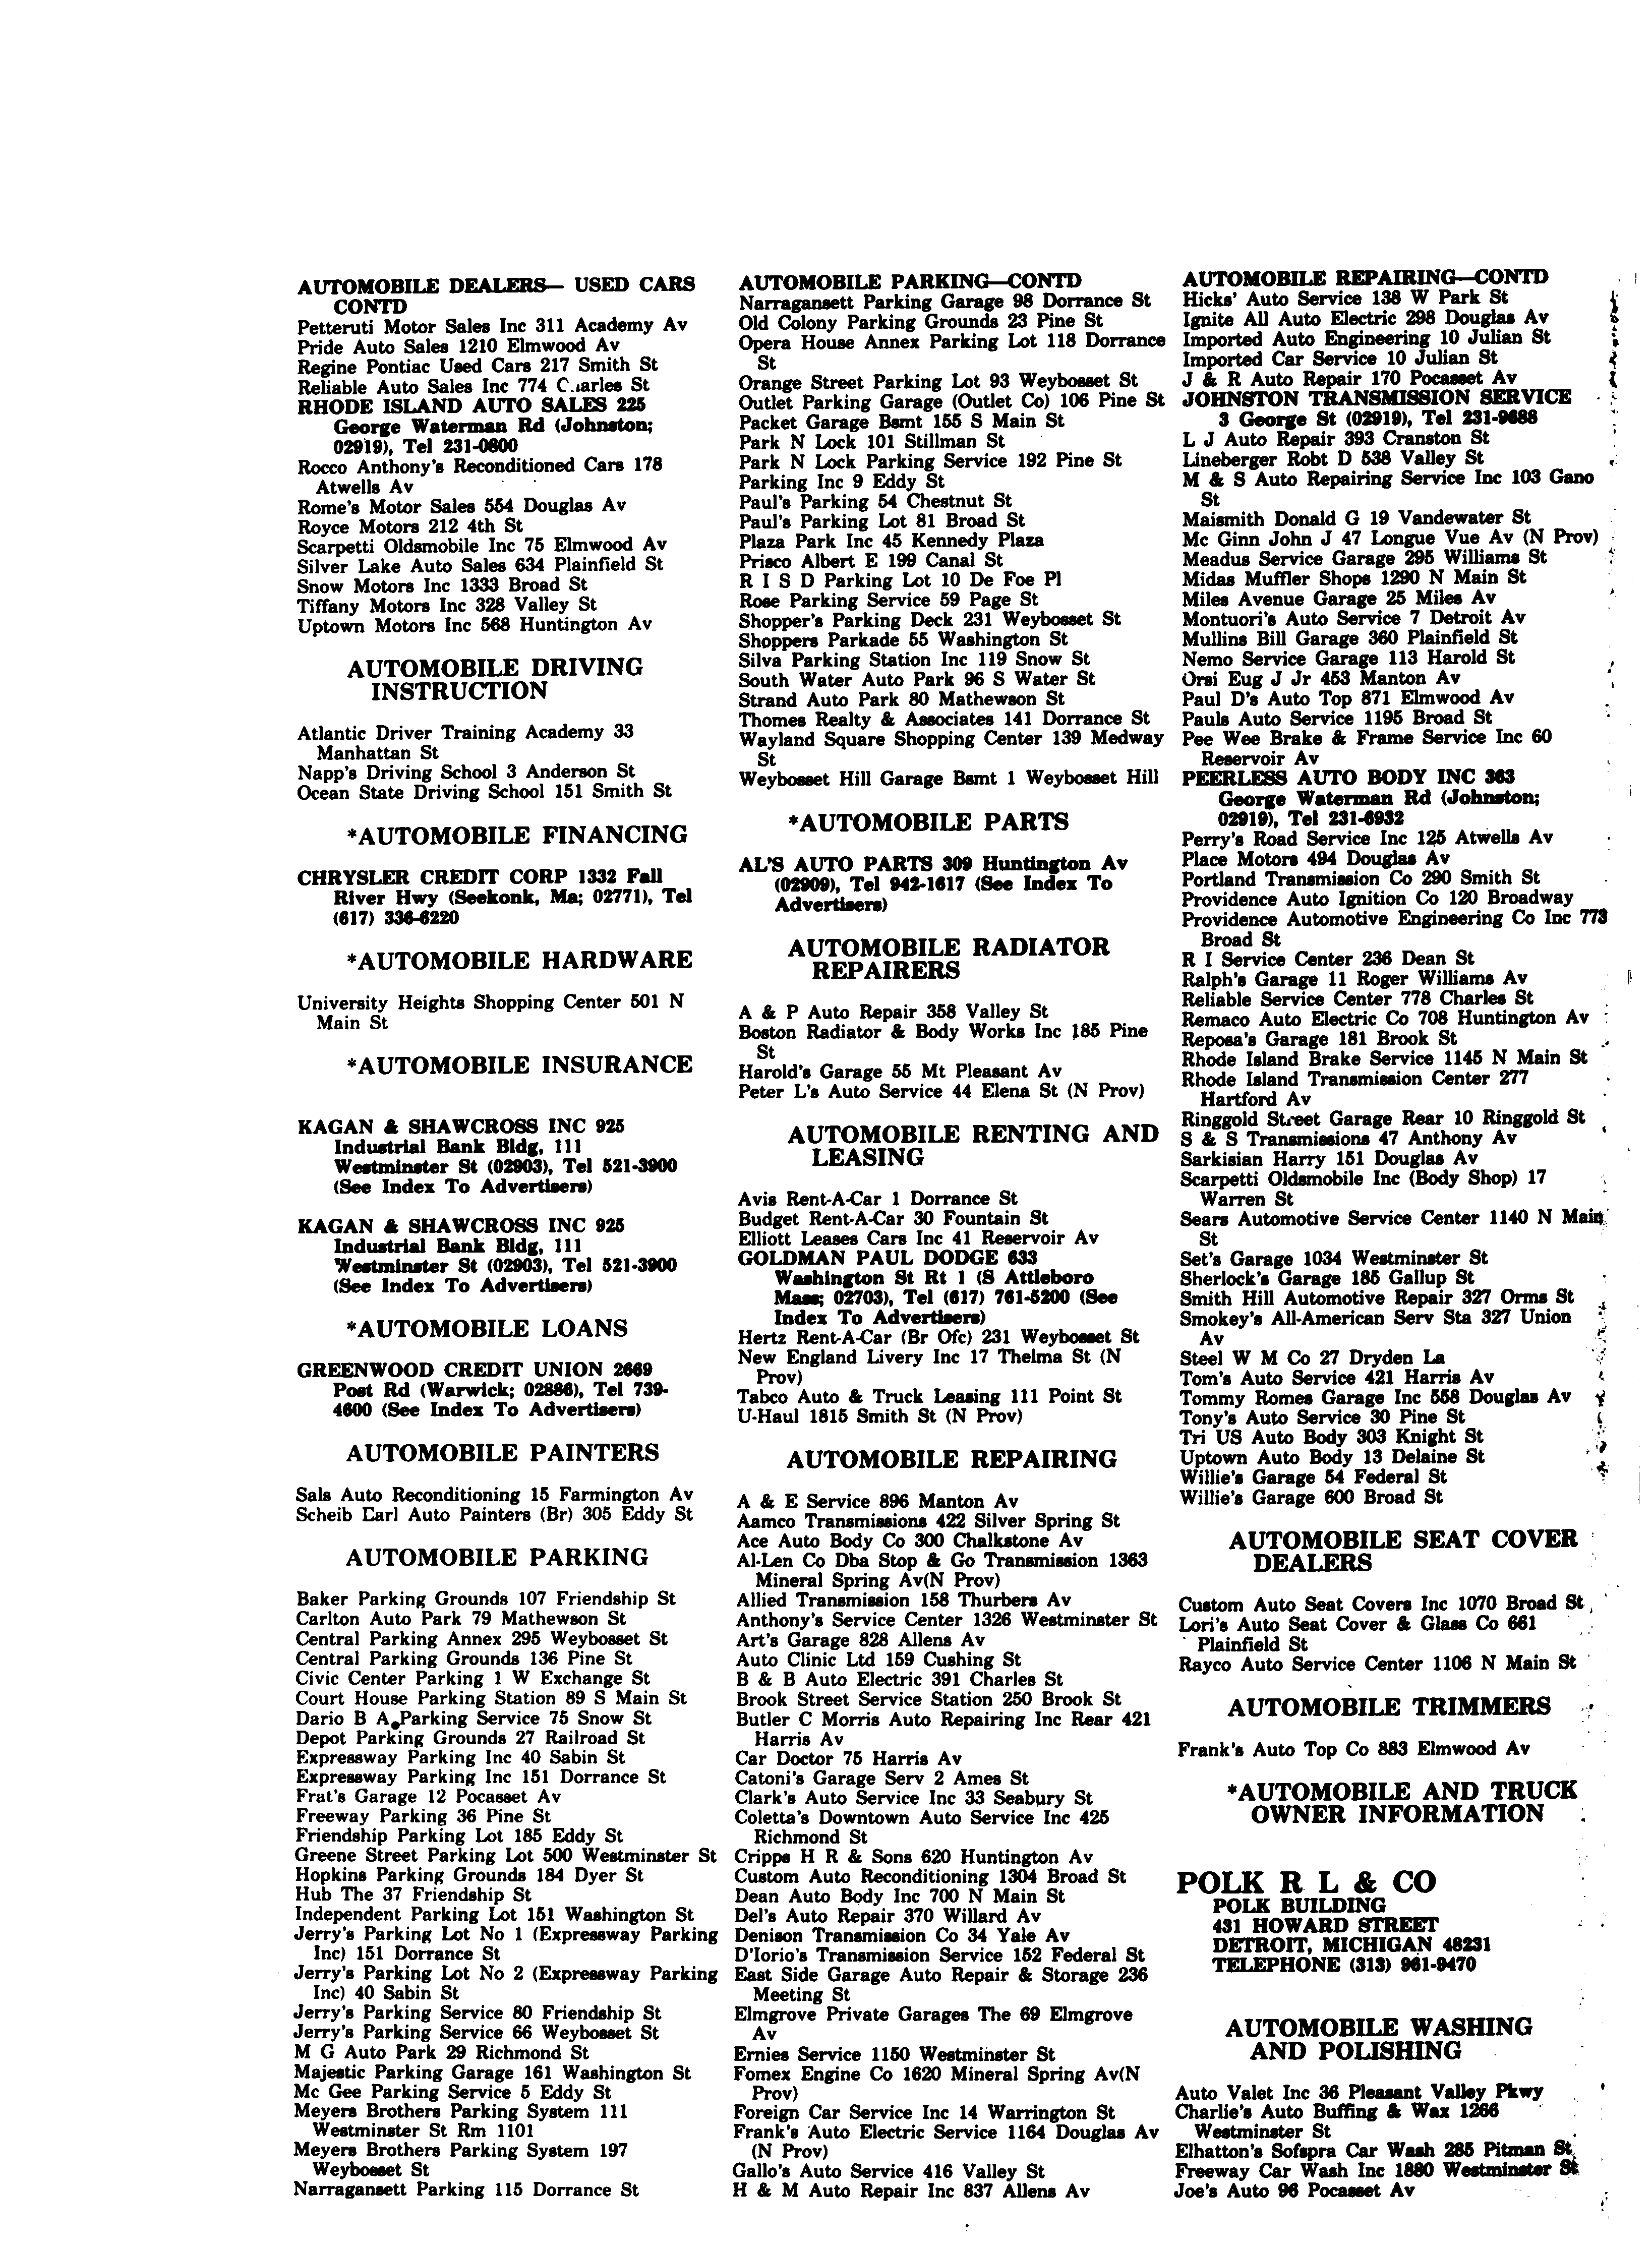 AUTOMOBILE DEALERS— USED CARS
CONTD
Petteruti Motor Sales Inc 311 Academy Av
Pride Auto Sales 1210 Elmwood Av
Regine Pontiac Used Cars 217 Smith St
Reliable Auto Sales Inc 774 Charles St
RHODE ISLAND AUTO SALES 225
George Waterman Rd (Johnston;
02919), Tel 231-0800
Rocco Anthony's Reconditioned Cars 178
Atwells Av
Rome's Motor Sales 554 Douglas Av
Royce Motors 212 4th St
Scarpetti Oldsmobile Inc 75 Elmwood Av
Silver Lake Auto Sales 634 Plainfield St
Snow Motors Inc 1333 Broad St
Tiffany Motors Inc 328 Valley St
Uptown Motors Inc 568 Huntington Av
AUTOMOBILE DRIVING
INSTRUCTION
Atlantic Driver Training Academy 33
Manhattan St
Napp's Driving School 3 Anderson St
Ocean State Driving School 151 Smith St
*AUTOMOBILE FINANCING
CHRYSLER CREDIT CORP 1332 Fall
River Hwy (Seekonk, Ma; 02771), Tel
(617) 336-6220
*AUTOMOBILE HARDWARE
University Heights Shopping Center 501 N
Main St
*AUTOMOBILE INSURANCE
KAGAN & SHAWCROSS INC 925
Industrial Bank Bldg, 111
Westminster St (02903), Tel 521-3900
(See Index To Advertisers)
KAGAN & SHAWCROSS INC 925
Industrial Bank Bldg, 111
Westminster St (02903), Tel 521-3900
(See Index To Advertisers)
*AUTOMOBILE LOANS
GREENWOOD CREDIT UNION 2669
Post Rd (Warwick; 02886), Tel 739-
4600 (See Index To Advertisers)
AUTOMOBILE PAINTERS
Sals Auto Reconditioning 15 Farmington Av
Scheib Earl Auto Painters (Br) 305 Eddy St
AUTOMOBILE PARKING
Baker Parking Grounds 107 Friendship St
Carlton Auto Park 79 Mathewson St
Central Parking Annex 295 Weybosset St
Central Parking Grounds 136 Pine St
Civic Center Parking 1 W Exchange St
Court House Parking Station 89 S Main St
Dario B A Parking Service 75 Snow St
Depot Parking Grounds 27 Railroad St
Expressway Parking Inc 40 Sabin St
Expressway Parking Inc 151 Dorrance St
Frat's Garage 12 Pocasset Av
Freeway Parking 36 Pine St
Friendship Parking Lot 185 Eddy St
Greene Street Parking Lot 500 Westminster St
Hopkins Parking Grounds 184 Dyer St
Hub The 37 Friendship St
Independent Parking Lot 151 Washington St
Jerry's Parking Lot No 1 (Expressway Parking
Inc) 151 Dorrance St
Jerry's Parking Lot No 2 (Expressway Parking
Inc) 40 Sabin St
Jerry's Parking Service 80 Friendship St
Jerry's Parking Service 66 Weybosset St
M G Auto Park 29 Richmond St
Majestic Parking Garage 161 Washington St
Mc Gee Parking Service 5 Eddy St
Meyers Brothers Parking System 111
Westminster St Rm 1101
Meyers Brothers Parking System 197
Weybosset St
Narragansett Parking 115 Dorrance St
AUTOMOBILE PARKING—CONTD
Narragansett Parking Garage 98 Dorrance St
Old Colony Parking Grounds 23 Pine St
Opera House Annex Parking Lot 118 Dorrance
St
Orange Street Parking Lot 93 Weybosset St
Outlet Parking Garage (Outlet Co) 106 Pine St
Packet Garage Bsmt 155 S Main St
Park N Lock 101 Stillman St
Park N Lock Parking Service 192 Pine St
Parking Inc 9 Eddy St
Paul's Parking 54 Chestnut St
Paul's Parking Lot 81 Broad St
Plaza Park Inc 45 Kennedy Plaza
Prisco Albert E 199 Canal St
R I S D Parking Lot 10 De Foe Pl
Rose Parking Service 59 Page St
Shopper's Parking Deck 231 Weybosset St
Shoppers Parkade 55 Washington St
Silva Parking Station Inc 119 Snow St
South Water Auto Park 96 S Water St
Strand Auto Park 80 Mathewson St
Thomes Realty & Associates 141 Dorrance St
Wayland Square Shopping Center 139 Medway
St
Weybosset Hill Garage Bsmt 1 Weybosset Hill
*AUTOMOBILE PARTS
AL'S AUTO PARTS 309 Huntington Av
(02909), Tel 942-1617 (See Index To
Advertisers)
AUTOMOBILE RADIATOR
REPAIRERS
A & P Auto Repair 358 Valley St
Boston Radiator & Body Works Inc 185 Pine
St
Harold's Garage 55 Mt Pleasant Av
Peter L's Auto Service 44 Elena St (N Prov)
AUTOMOBILE RENTING AND
LEASING
Avis Rent-A-Car 1 Dorrance St
Budget Rent-A-Car 30 Fountain St
Elliott Leases Cars Inc 41 Reservoir Av
GOLDMAN PAUL DODGE 633
Washington St Rt 1 (S Attleboro
Mass; 02703), Tel (617) 761-5200 (See
Index To Advertisers)
Hertz Rent-A-Car (Br Ofc) 231 Weybosset St
New England Livery Inc 17 Thelma St (N
Prov)
Tabco Auto & Truck Leasing 111 Point St
U-Haul 1815 Smith St (N Prov)
AUTOMOBILE REPAIRING
A & E Service 896 Manton Av
Aamco Transmissions 422 Silver Spring St
Ace Auto Body Co 300 Chalkstone Av
Al-Len Co Dba Stop & Go Transmission 1363
Mineral Spring Av(N Prov)
Allied Transmission 158 Thurbers Av
Anthony's Service Center 1326 Westminster St
Art's Garage 828 Allens Av
Auto Clinic Ltd 159 Cushing St
B & B Auto Electric 391 Charles St
Brook Street Service Station 250 Brook St
Butler C Morris Auto Repairing Inc Rear 421
Harris Av
Car Doctor 75 Harris Av
Catoni's Garage Serv 2 Ames St
Clark's Auto Service Inc 33 Seabury St
Coletta's Downtown Auto Service Inc 425
Richmond St
Cripps H R & Sons 620 Huntington Av
Custom Auto Reconditioning 1304 Broad St
Dean Auto Body Inc 700 N Main St
Del's Auto Repair 370 Willard Av
Denison Transmission Co 34 Yale Av
D'Iorio's Transmission Service 152 Federal St
East Side Garage Auto Repair & Storage 236
Meeting St
Elmgrove Private Garages The 69 Elmgrove
Av
Ernies Service 1150 Westminster St
Fomex Engine Co 1620 Mineral Spring Av(N
Prov)
Foreign Car Service Inc 14 Warrington St
Frank's Auto Electric Service 1164 Douglas Av
(N Prov)
Gallo's Auto Service 416 Valley St
H & M Auto Repair Inc 837 Allens Av
AUTOMOBILE REPAIRING—CONTD
Hicks' Auto Service 138 W Park St
Ignite All Auto Electric 298 Douglas Av
Imported Auto Engineering 10 Julian St
Imported Car Service 10 Julian St
J & R Auto Repair 170 Pocasset Av
JOHNSTON TRANSMISSION SERVICE
3 George St (02919), Tel 231-9688
L J Auto Repair 393 Cranston St
Lineberger Robt D 538 Valley St
M & S Auto Repairing Service Inc 103 Gano
St
Maismith Donald G 19 Vandewater St
Mc Ginn John J 47 Longue Vue Av (N Prov)
Meadus Service Garage 295 Williams St
Midas Muffler Shops 1290 N Main St
Miles Avenue Garage 25 Miles Av
Montuori's Auto Service 7 Detroit Av
Mullins Bill Garage 360 Plainfield St
Nemo Service Garage 113 Harold St
Orsi Eug J Jr 453 Manton Av
Paul D's Auto Top 871 Elmwood Av
Pauls Auto Service 1195 Broad St
Pee Wee Brake & Frame Service Inc 60
Reservoir Av
PEERLESS AUTO BODY INC 363
George Waterman Rd (Johnston;
02919), Tel 231-6932
Perry's Road Service Inc 125 Atwells Av
Place Motors 494 Douglas Av
Portland Transmission Co 290 Smith St
Providence Auto Ignition Co 120 Broadway
Providence Automotive Engineering Co Inc 773
Broad St
R I Service Center 236 Dean St
Ralph's Garage 11 Roger Williams Av
Reliable Service Center 778 Charles St
Remaco Auto Electric Co 708 Huntington Av
Reposa's Garage 181 Brook St
Rhode Island Brake Service 1145 N Main St
Rhode Island Transmission Center 277
Hartford Av
Ringgold Street Garage Rear 10 Ringgold St
S & S Transmissions 47 Anthony Av
Sarkisian Harry 151 Douglas Av
Scarpetti Oldsmobile Inc (Body Shop) 17
Warren St
Sears Automotive Service Center 1140 N Main
St
Set's Garage 1034 Westminster St
Sherlock's Garage 185 Gallup St
Smith Hill Automotive Repair 327 Orms St
Smokey's All-American Serv Sta 327 Union
Av
Steel W M Co 27 Dryden La
Tom's Auto Service 421 Harris Av
Tommy Romes Garage Inc 558 Douglas Av
Tony's Auto Service 30 Pine St
Tri US Auto Body 303 Knight St
Uptown Auto Body 13 Delaine St
Willie's Garage 54 Federal St
Willie's Garage 600 Broad St
AUTOMOBILE SEAT COVER
DEALERS
Custom Auto Seat Covers Inc 1070 Broad St
Lori's Auto Seat Cover & Glass Co 661
Plainfield St
Rayco Auto Service Center 1106 N Main St
AUTOMOBILE TRIMMERS
Frank's Auto Top Co 883 Elmwood Av
*AUTOMOBILE AND TRUCK
OWNER INFORMATION
POLK R L & CO
POLK BUILDING
431 HOWARD STREET
DETROIT, MICHIGAN 48231
TELEPHONE (313) 961-9470
AUTOMOBILE WASHING
AND POLISHING
Auto Valet Inc 36 Pleasant Valley Pkwy
Charlie's Auto Buffing & Wax 1266
Westminster St
Elhatton's Sofspra Car Wash 285 Pitman St
Freeway Car Wash Inc 1880 Westminster St
Joe's Auto 96 Pocasset Av